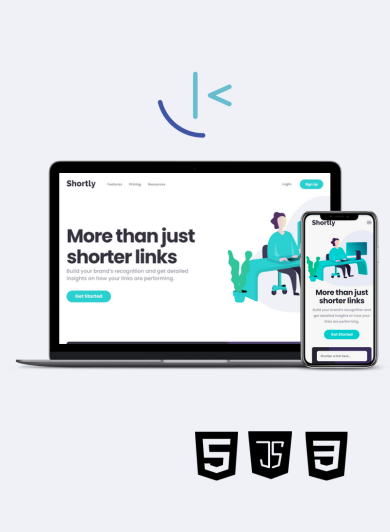 Shortly
Features Pricing Resources
Login
Sign Up
More than just
shorter links
Build your brand's recognition and get detailed
insights on how your links are performing.
Get Started
Shortly
More than just
shorter links
Build your brand's recognition and
get detailed insights on how your
links are performing.
Get Started
Shorten a link here...
5
JS
3